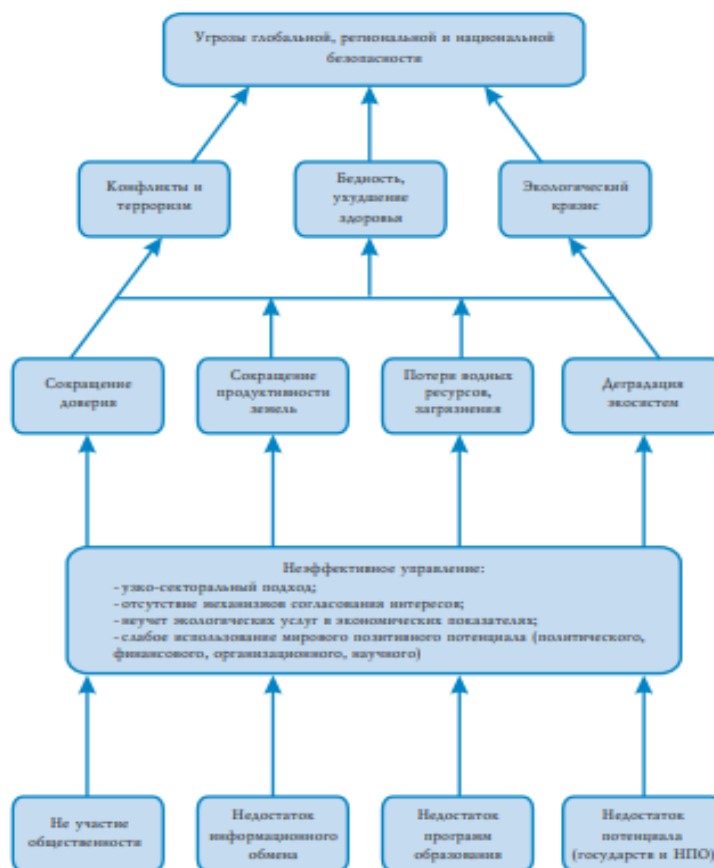 Угрозы глобальной, региональной и национальной
безопасности
Конфликты и
терроризм
Бедность,
ухудшение
здоровья
Экологический
кризис
Сокращение
доверия
Сокращение
продуктивности
земель
Потери водных
ресурсов,
загрязнения
Деградация
экосистем
Неэффективное управление:
- узко-секторальный подход;
- отсутствие механизмов согласования интересов;
- неучет экологических услуг в экономических показателях;
- слабое использование мирового позитивного потенциала (политического,
финансового, организационного, научного)
Не участие
общественности
Недостаток
информационного
обмена
Недостаток
программ
образования
Недостаток
потенциала
(государств и НПО)